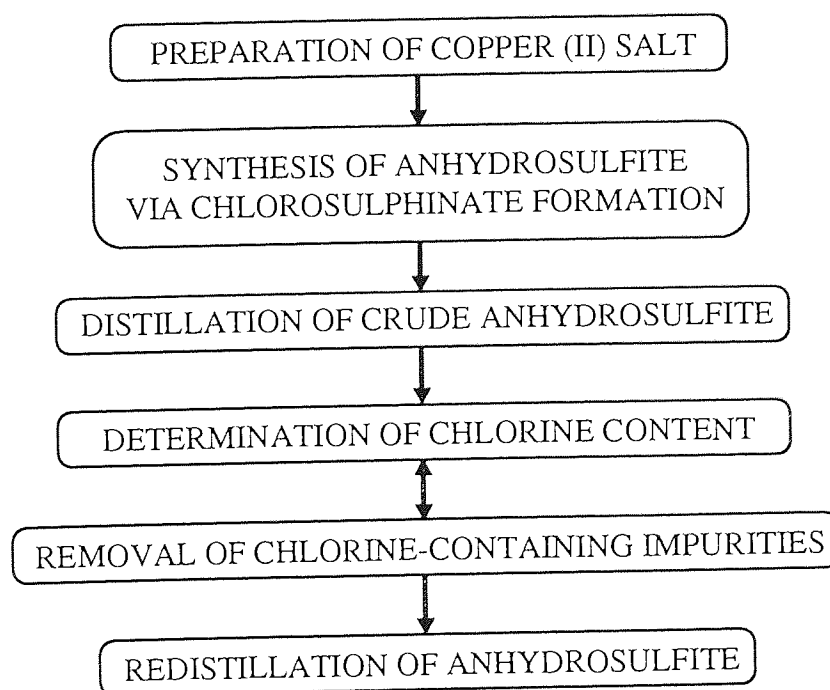 PREPARATION OF COPPER (II) SALT
SYNTHESIS OF ANHYDROSULFITE
VIA CHLOROSULPHINATE FORMATION
DISTILLATION OF CRUDE ANHYDROSULFITE
DETERMINATION OF CHLORINE CONTENT
REMOVAL OF CHLORINE-CONTAINING IMPURITIES
REDISTILLATION OF ANHYDROSULFITE